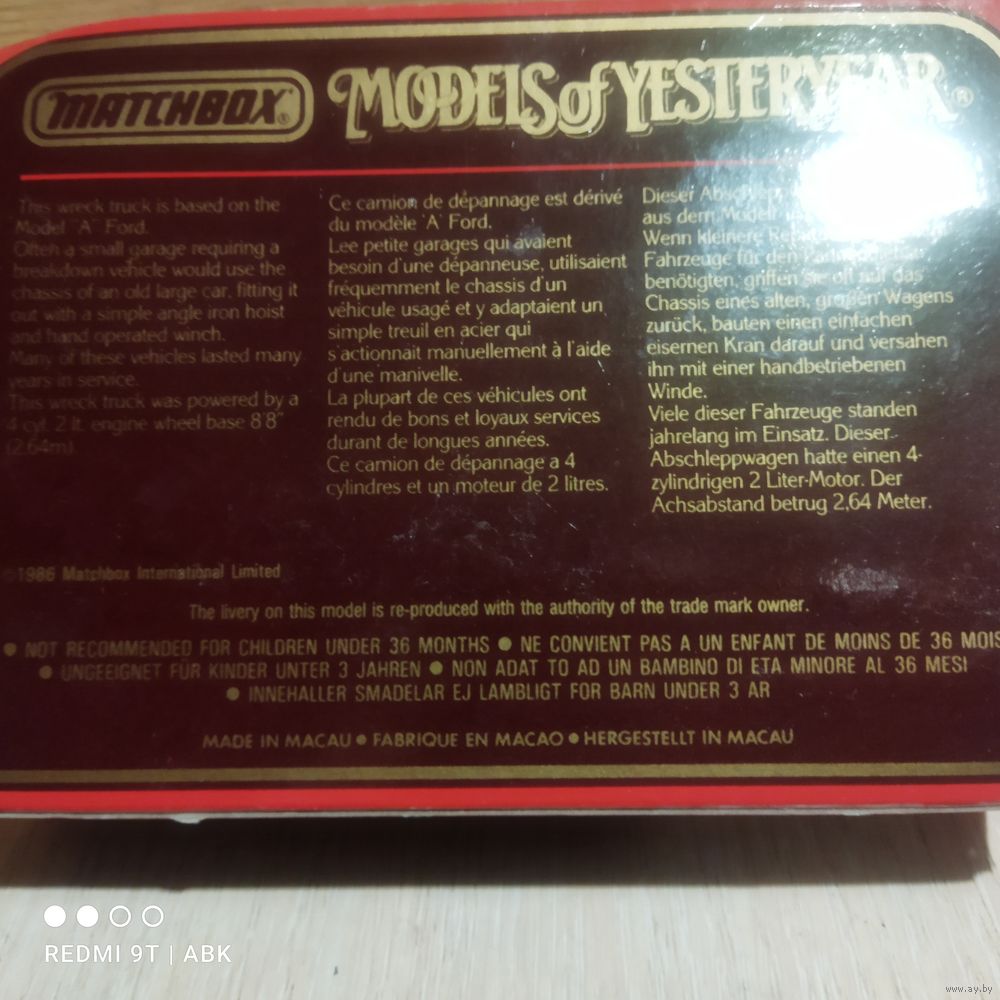 MATCHBOX®
MODELS of YESTERYEAR®
This wreck truck is based on the
Model "A" Ford.
Often a small garage requiring a
breakdown vehicle would use the
chassis of an old large car, fitting it
out with a simple angle iron hoist
and hand operated winch.
Many of these vehicles lasted many
years in service.
This wreck truck was powered by a
4 cyl. 2 lt. engine wheel base 8'8"
(2.64m).
Ce camion de dépannage est dérivé
du modèle 'A' Ford.
Lee petite garages qui avaient
besoin d'une dépanneuse, utilisaient
fréquemment le chassis d'un
véhicule usagé et y adaptaient un
simple treuil en acier qui
s'actionnait manuellement à l'aide
d'une manivelle.
La plupart de ces véhicules ont
rendu de bons et loyaux services
durant de longues années.
Ce camion de dépannage a 4
cylindres et un moteur de 2 litres.
Dieser
aus dem Modell
Wenn kleinere
Fahrzeuge für den
benötigten, griffen sie oft auf das
Chassis eines alten, großen Wagens
zurück, bauten einen einfachen
eisernen Kran darauf und versahen
ihn mit einer handbetriebenen
Winde.
Viele dieser Fahrzeuge standen
jahrelang im Einsatz. Dieser
Abschleppwagen hatte einen 4-
zylindrigen 2 Liter-Motor. Der
Achsabstand betrug 2,64 Meter.
©1986 Matchbox International Limited
The livery on this model is re-produced with the authority of the trade mark owner.
● NOT RECOMMENDED FOR CHILDREN UNDER 36 MONTHS ● NE CONVIENT PAS A UN ENFANT DE MOINS DE 36 MOIS
● UNGEEIGNET FÜR KINDER UNTER 3 JAHREN ● NON ADAT TO AD UN BAMBINO DI ETA MINORE AL 36 MESI
● INNEHALLER SMADELAR EJ LAMBLIGT FOR BARN UNDER 3 AR
MADE IN MACAU ● FABRIQUE EN MACAO ● HERGESTELLT IN MACAU
REDMI 9T | ABK
www.ay.by